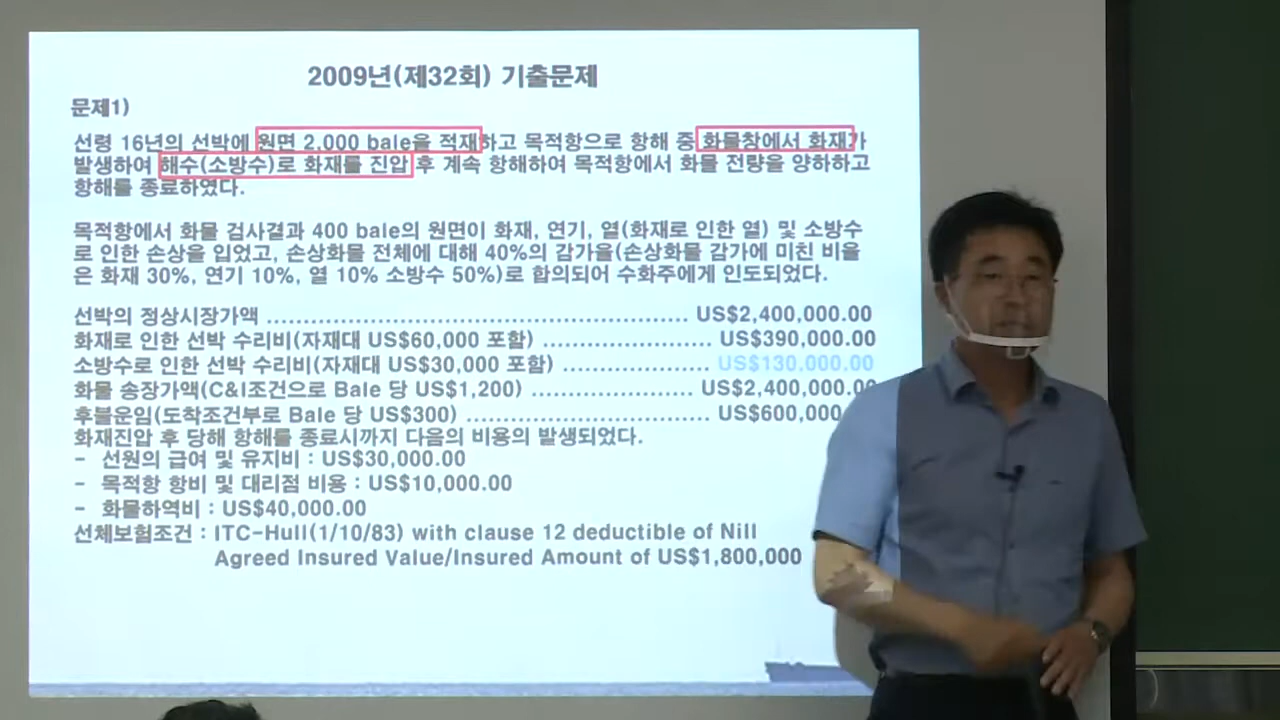 2009년(제32회) 기출문제
문제1)
선령 16년의 선박에 원면 2,000 bale을 적재하고 목적항으로 항해 중 화물창에서 화재가
발생하여 해수(소방수)로 화재를 진압 후 계속 항해하여 목적항에서 화물 전량을 양하하고
항해를 종료하였다.
목적항에서 화물 검사결과 400 bale의 원면이 화재, 연기, 열(화재로 인한 열) 및 소방수
로 인한 손상을 입었고, 손상화물 전체에 대해 40%의 감가율(손상화물 감가에 미친 비율
은 화재 30%, 연기 10%, 열 10% 소방수 50%)로 합의되어 수화주에게 인도되었다.
선박의 정상시장가액 ................................................ US$2,400,000.00
화재로 인한 선박 수리비(자재대 US$60,000 포함) ........................ US$390,000.00
소방수로 인한 선박 수리비(자재대 US$30,000 포함) ..................... US$130,000.00
화물 송장가액(C&I조건으로 Bale 당 US$1,200) ......................... US$2,400,000.00
후불운임(도착조건부로 Bale 당 US$300) ................................. US$600,000
화재진압 후 당해 항해를 종료시까지 다음의 비용의 발생되었다.
- 선원의 급여 및 유지비 : US$30,000.00
- 목적항 항비 및 대리점 비용 : US$10,000.00
- 화물하역비 : US$40,000.00
선체보험조건 : ITC-Hull(1/10/83) with clause 12 deductible of Nill
Agreed Insured Value/Insured Amount of US$1,800,000